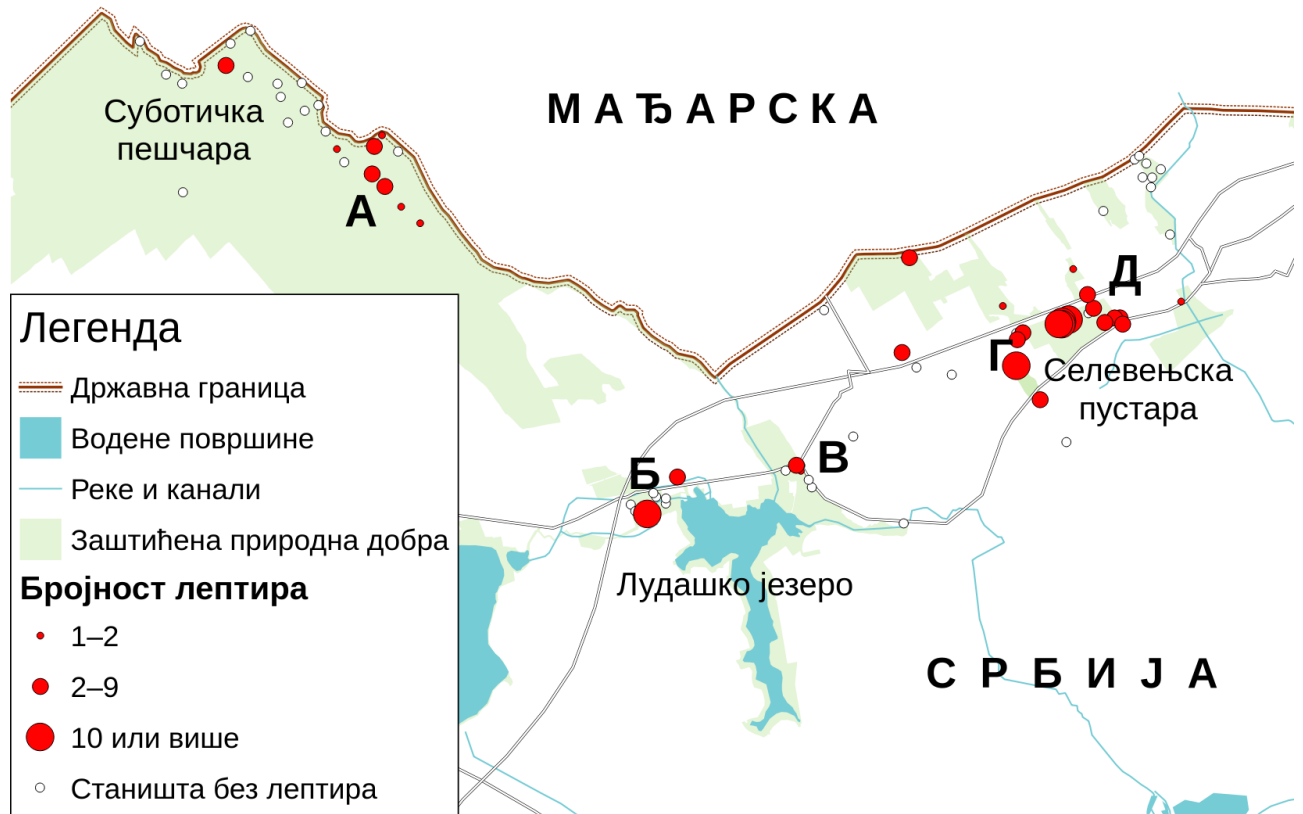 М А Ђ А Р С К А
Суботичка
пешчара
А
Д
Г
Селевењска
пустара
В
Б
Лудашко језеро
С Р Б И Ј А
Легенда
Државна граница
Водене површине
Реке и канали
Заштићена природна добра
Бројност лептира
1–2
2–9
10 или више
Станишта без лептира